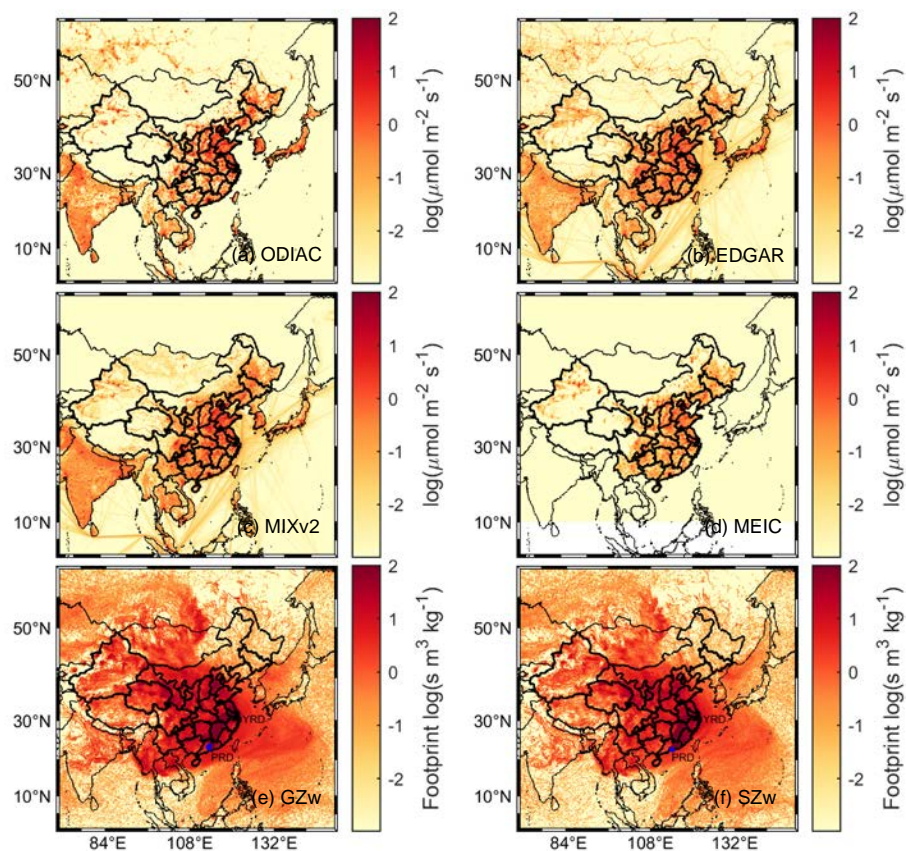 2
1
0
-1
-2
log(μmol m⁻² s⁻¹)
50°N
30°N
10°N
(a) ODIAC
2
1
0
-1
-2
log(μmol m⁻² s⁻¹)
50°N
30°N
10°N
(b) EDGAR
2
1
0
-1
-2
log(μmol m⁻² s⁻¹)
50°N
30°N
10°N
(c) MIXv2
2
1
0
-1
-2
log(μmol m⁻² s⁻¹)
50°N
30°N
10°N
(d) MEIC
2
1
0
-1
-2
Footprint log(s m³ kg⁻¹)
50°N
30°N
10°N
YRD
PRD
(e) GZw
84°E 108°E 132°E
2
1
0
-1
-2
Footprint log(s m³ kg⁻¹)
50°N
30°N
10°N
YRD
PRD
(f) SZw
84°E 108°E 132°E